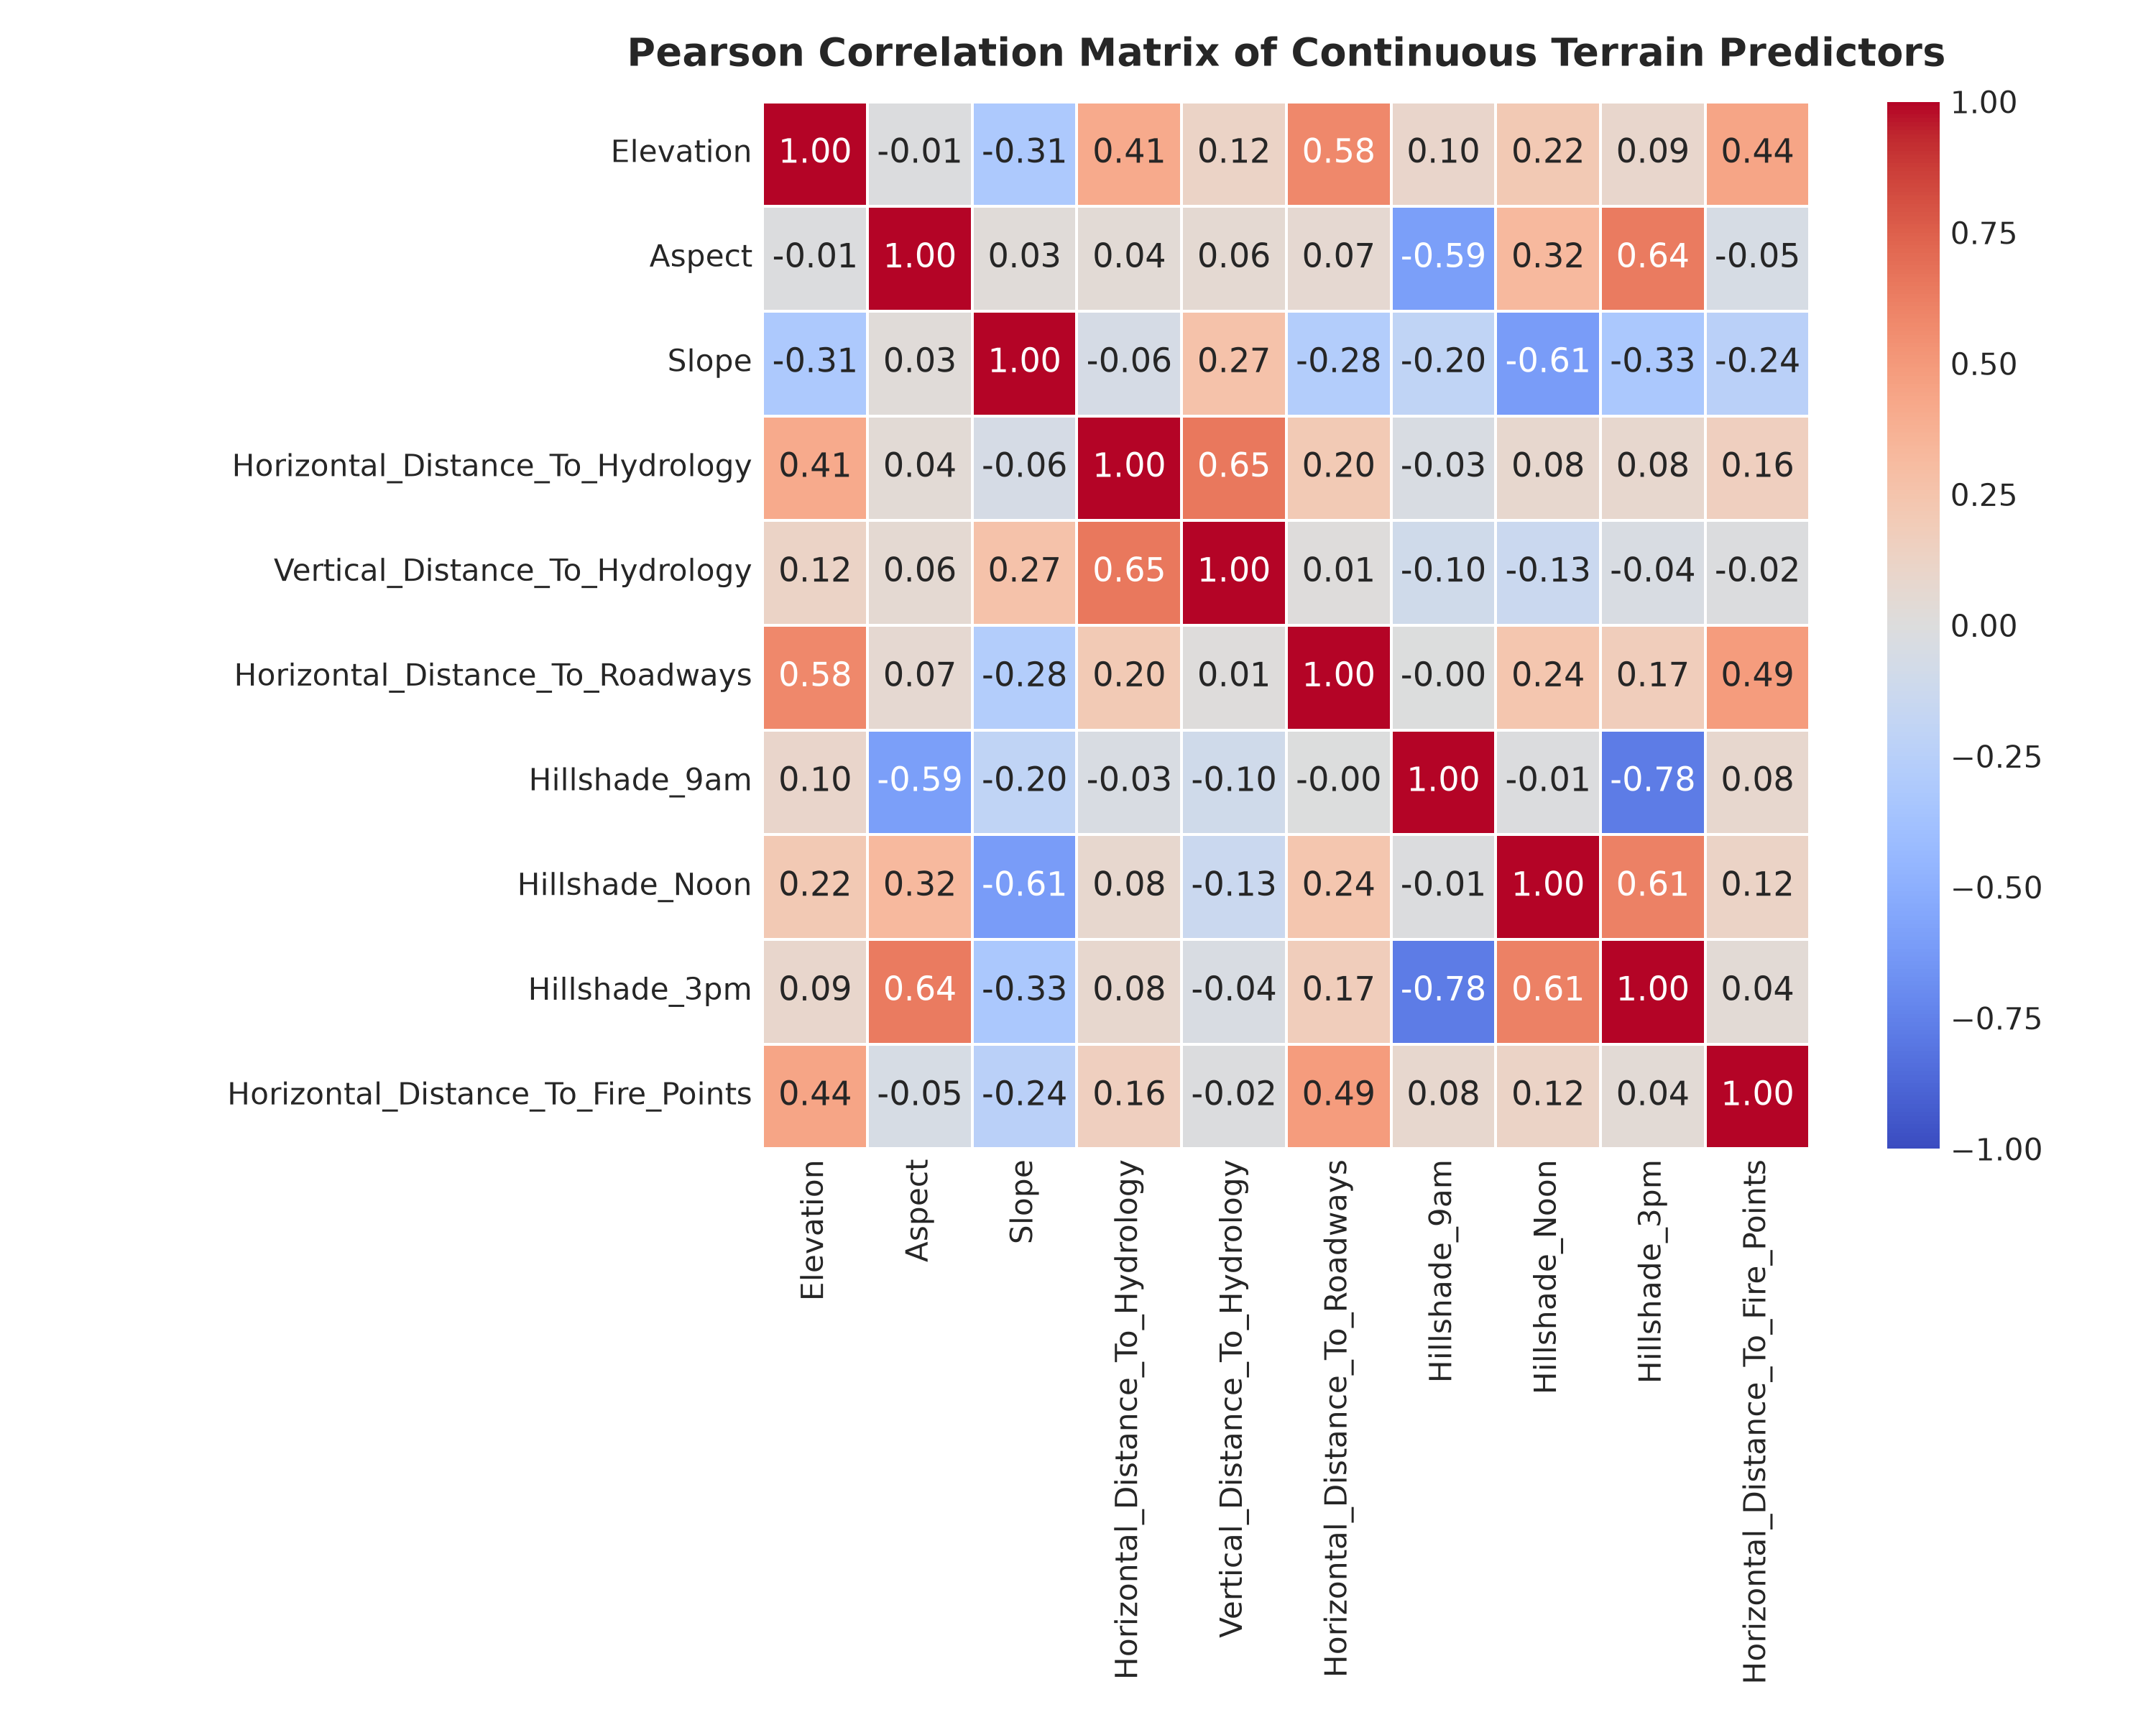 Pearson Correlation Matrix of Continuous Terrain Predictors
Elevation 1.00 -0.01 -0.31 0.41 0.12 0.58 0.10 0.22 0.09 0.44
Aspect -0.01 1.00 0.03 0.04 0.06 0.07 -0.59 0.32 0.64 -0.05
Slope -0.31 0.03 1.00 -0.06 0.27 -0.28 -0.20 -0.61 -0.33 -0.24
Horizontal_Distance_To_Hydrology 0.41 0.04 -0.06 1.00 0.65 0.20 -0.03 0.08 0.08 0.16
Vertical_Distance_To_Hydrology 0.12 0.06 0.27 0.65 1.00 0.01 -0.10 -0.13 -0.04 -0.02
Horizontal_Distance_To_Roadways 0.58 0.07 -0.28 0.20 0.01 1.00 -0.00 0.24 0.17 0.49
Hillshade_9am 0.10 -0.59 -0.20 -0.03 -0.10 -0.00 1.00 -0.01 -0.78 0.08
Hillshade_Noon 0.22 0.32 -0.61 0.08 -0.13 0.24 -0.01 1.00 0.61 0.12
Hillshade_3pm 0.09 0.64 -0.33 0.08 -0.04 0.17 -0.78 0.61 1.00 0.04
Horizontal_Distance_To_Fire_Points 0.44 -0.05 -0.24 0.16 -0.02 0.49 0.08 0.12 0.04 1.00
Elevation
Aspect
Slope
Horizontal_Distance_To_Hydrology
Vertical_Distance_To_Hydrology
Horizontal_Distance_To_Roadways
Hillshade_9am
Hillshade_Noon
Hillshade_3pm
Horizontal_Distance_To_Fire_Points
1.00
0.75
0.50
0.25
0.00
−0.25
−0.50
−0.75
−1.00